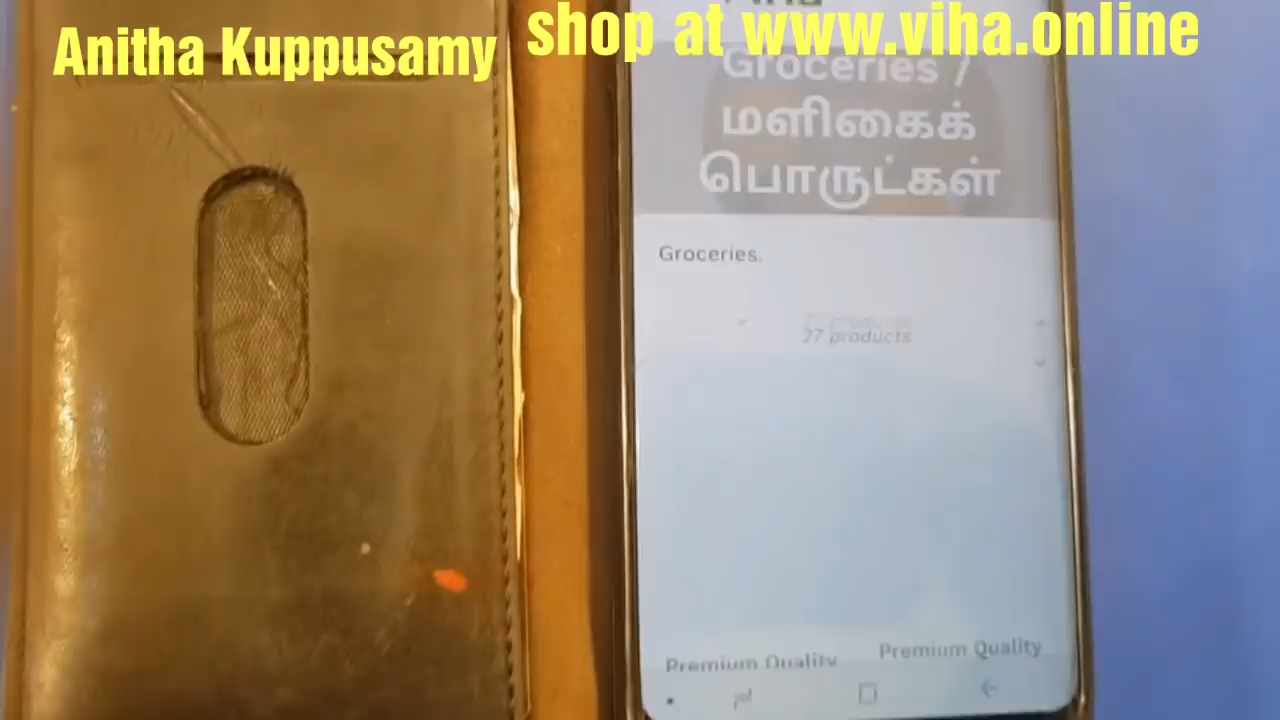 Anitha Kuppusamy
shop at www.viha.online
Groceries /
மளிகைக்
பொருட்கள்
Groceries.
27 products
Premium Quality
Premium Quality